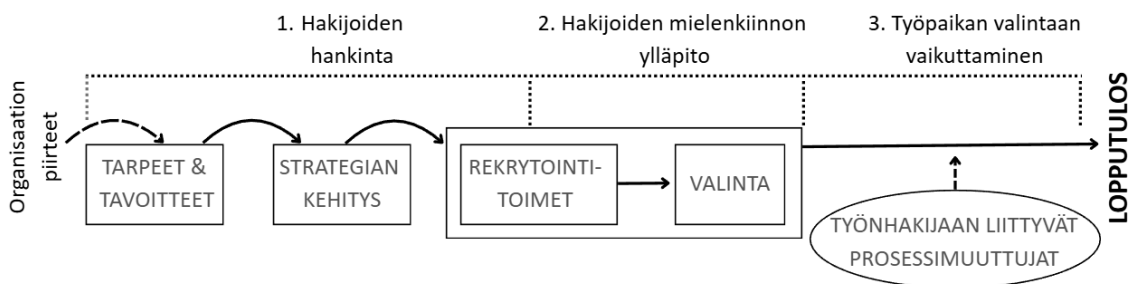 1. Hakijoiden
hankinta
2. Hakijoiden mielenkiinnon
ylläpito
3. Työpaikan valintaan
vaikuttaminen
Organisaation
piirteet
TARPEET &
TAVOITTEET
STRATEGIAN
KEHITYS
REKRYTOINTI-
TOIMET
VALINTA
TYÖNHAKIJAAN LIITTYVÄT
PROSESSIMUUTTUJAT
LOPPUTULOS